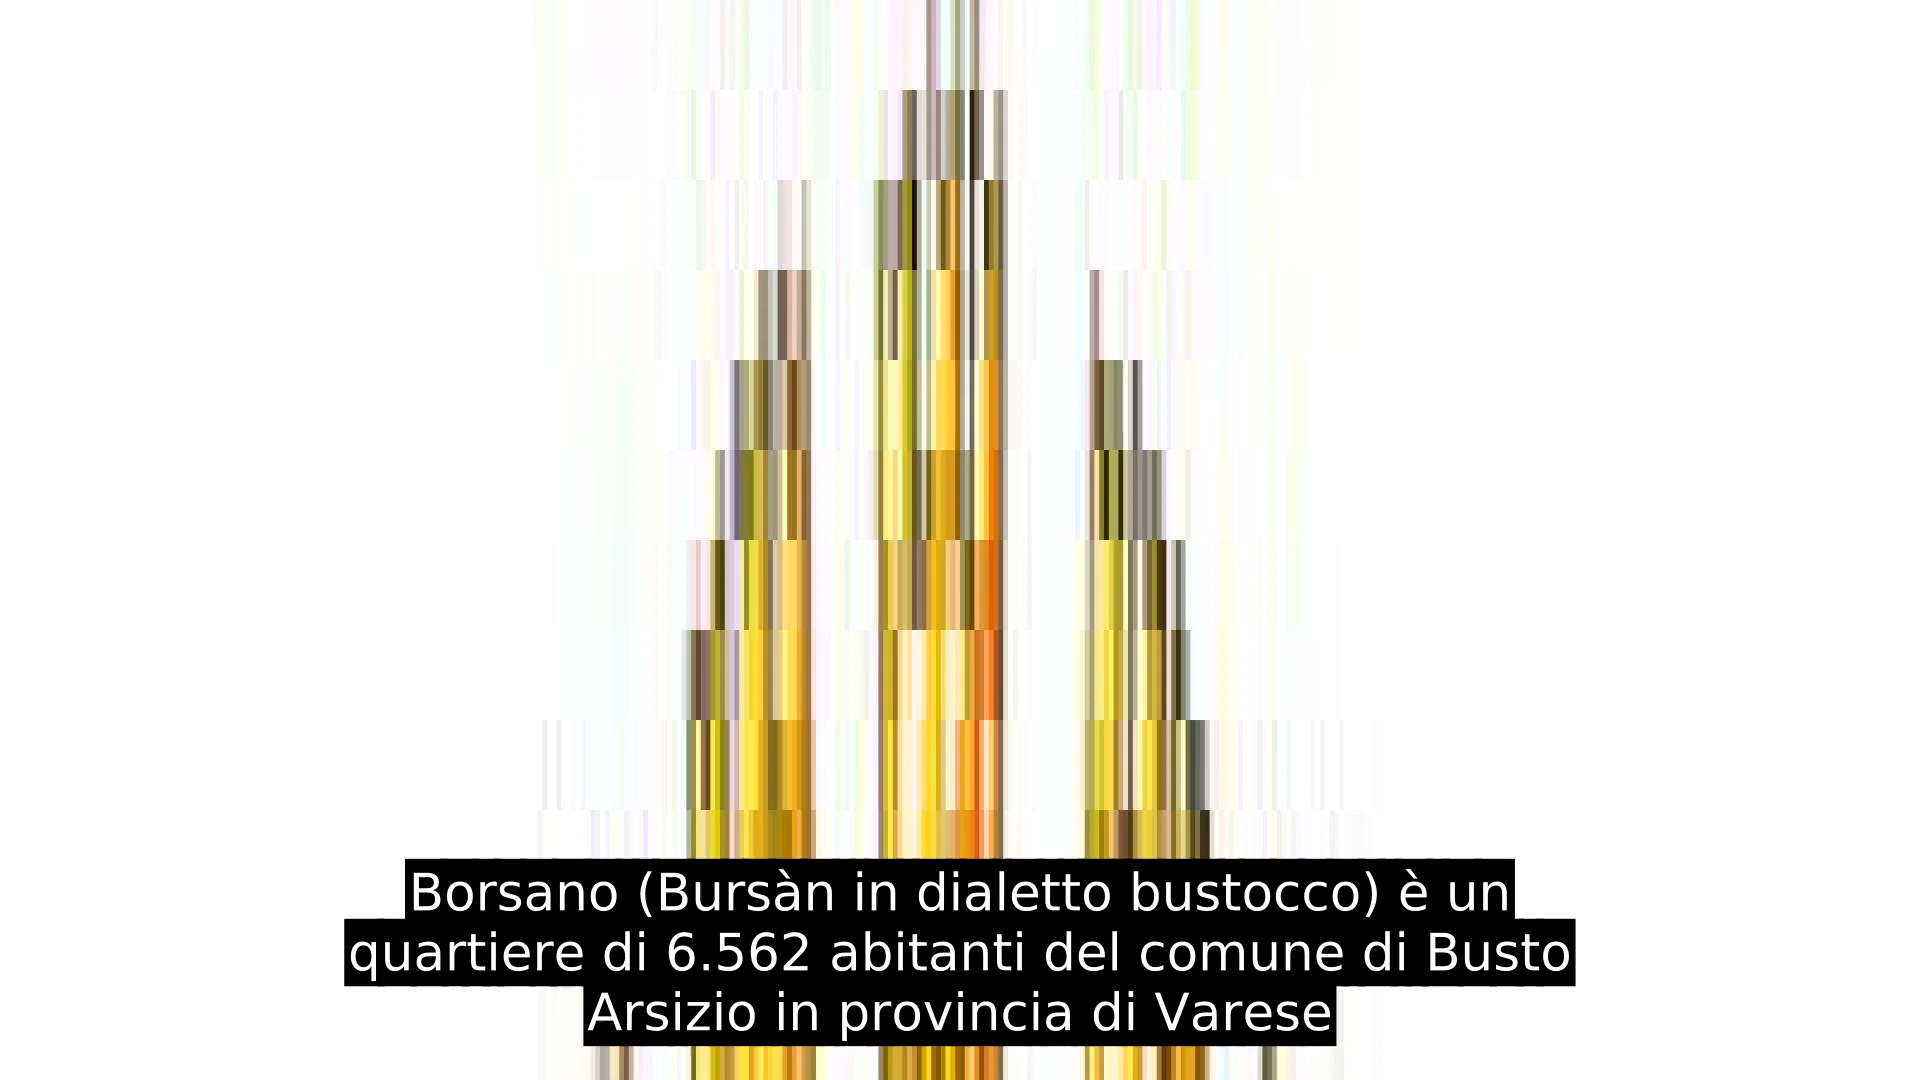 Borsano (Bursàn in dialetto bustocco) è un
quartiere di 6.562 abitanti del comune di Busto
Arsizio in provincia di Varese